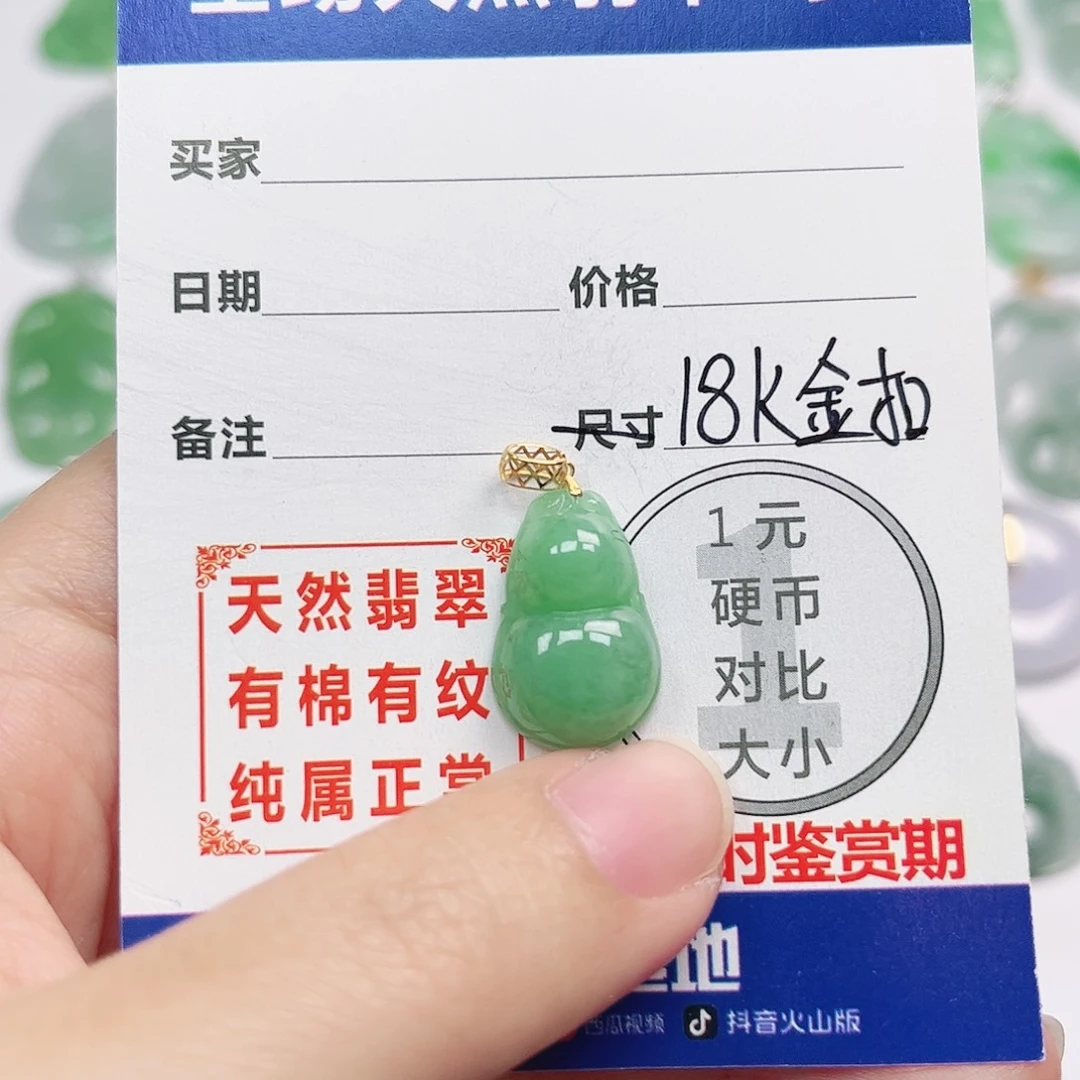 买家
日期 价格
备注 尺寸 18K金扣
1元
硬币
对比
大小
天然翡翠
有棉有纹
纯属正常
时鉴赏期
地
西瓜视频 抖音火山版